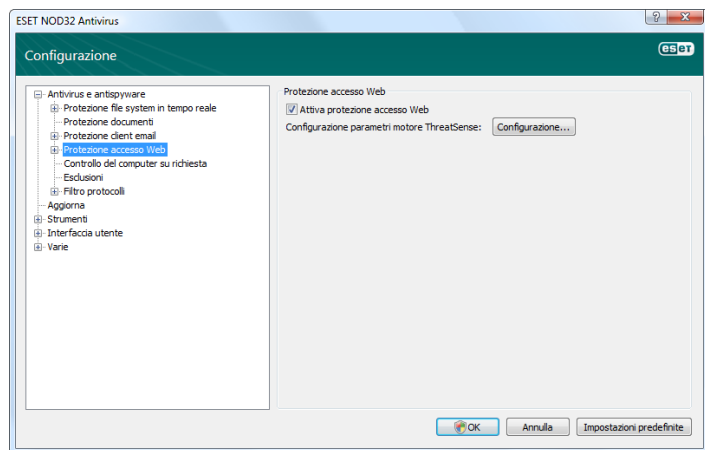 ESET NOD32 Antivirus
Configurazione
eset
Antivirus e antispyware
Protezione file system in tempo reale
Protezione documenti
Protezione client email
Protezione accesso Web
Controllo del computer su richiesta
Esclusioni
Filtro protocolli
Aggiorna
Strumenti
Interfaccia utente
Varie
Protezione accesso Web
Attiva protezione accesso Web
Configurazione parametri motore ThreatSense: Configurazione...
OK Annulla Impostazioni predefinite